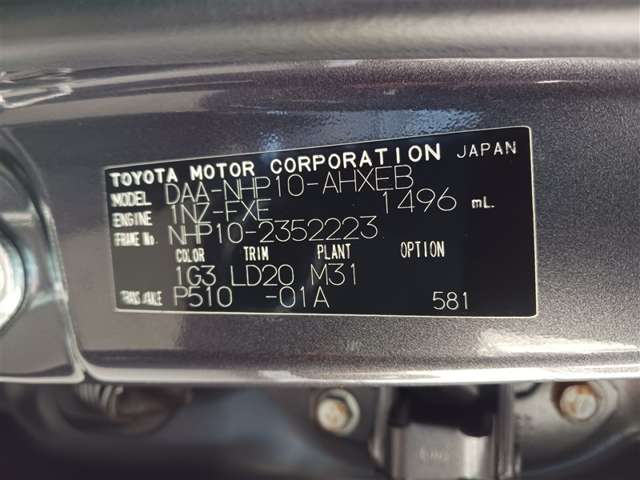 TOYOTA MOTOR CORPORATION JAPAN
MODEL DAA-NHP10-AHXEB
ENGINE 1NZ-FXE 1496 mL.
FRAME No. NHP10-2352223
COLOR TRIM PLANT OPTION
1G3 LD20 M31
TRANS/AXLE P510 -01A 581